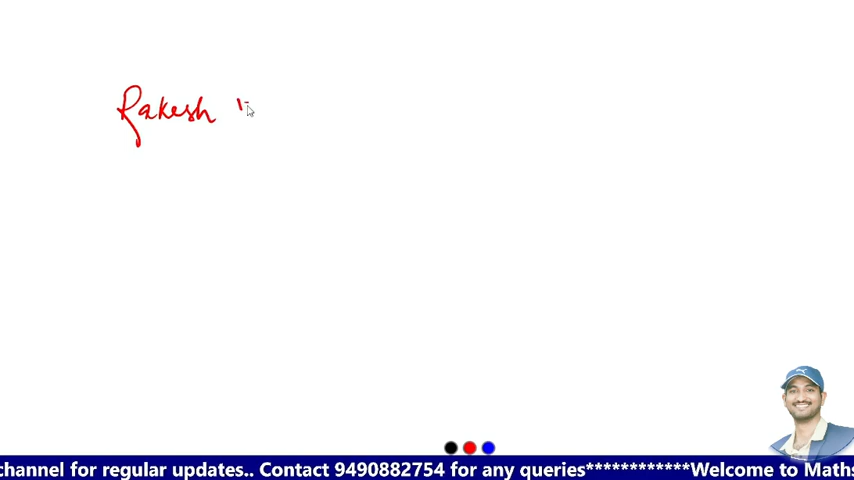 Rakesh
channel for regular updates.. Contact 9490882754 for any queries************Welcome to Maths